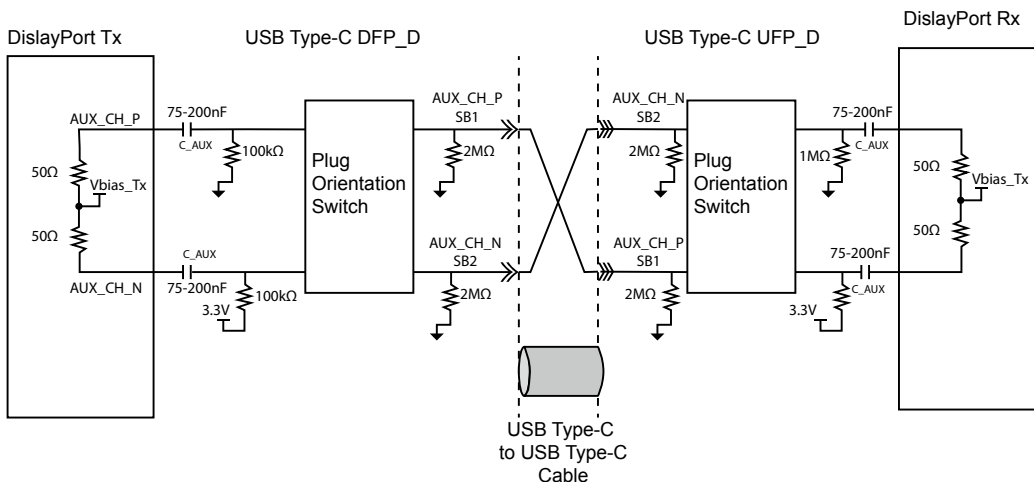 DislayPort Tx
USB Type-C DFP_D
USB Type-C UFP_D
DislayPort Rx
AUX_CH_P
75-200nF
C_AUX
100kΩ
50Ω
Vbias_Tx
50Ω
AUX_CH_N
C_AUX
75-200nF
3.3V
100kΩ
Plug
Orientation
Switch
AUX_CH_P
SB1
2MΩ
AUX_CH_N
SB2
2MΩ
AUX_CH_N
SB2
2MΩ
AUX_CH_P
SB1
2MΩ
Plug
Orientation
Switch
75-200nF
C_AUX
1MΩ
75-200nF
C_AUX
3.3V
50Ω
Vbias_Tx
50Ω
USB Type-C
to USB Type-C
Cable